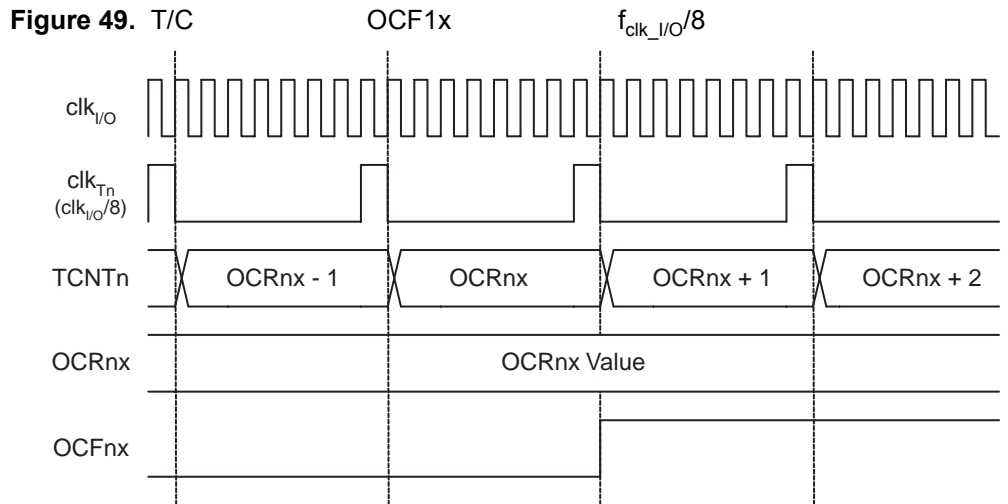 Figure 49. T/C OCF1x f_clk_I/O/8
clk_I/O
clk_Tn
(clk_I/O/8)
TCNTn OCRnx - 1 OCRnx OCRnx + 1 OCRnx + 2
OCRnx OCRnx Value
OCFnx